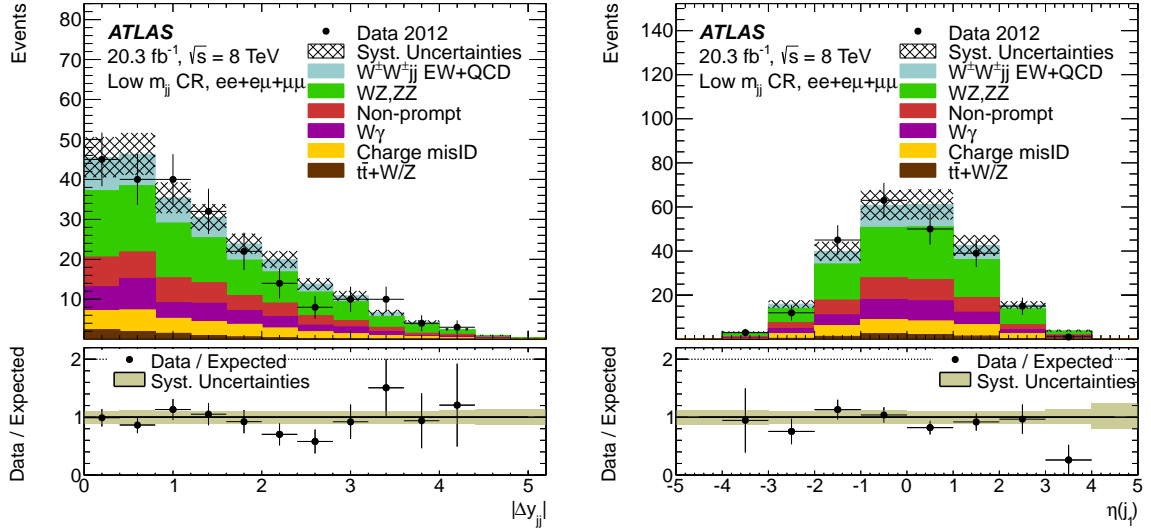 Events
80
70
60
50
40
30
20
10
ATLAS
20.3 fb⁻¹, √s = 8 TeV
Low m_jj CR, ee+eμ+μμ
Data 2012
Syst. Uncertainties
W±W±jj EW+QCD
WZ,ZZ
Non-prompt
Wγ
Charge misID
tt̄+W/Z
Data / Expected
2
1
0
Data / Expected
Syst. Uncertainties
0 1 2 3 4 5
|Δy_jj|
Events
140
120
100
80
60
40
20
ATLAS
20.3 fb⁻¹, √s = 8 TeV
Low m_jj CR, ee+eμ+μμ
Data 2012
Syst. Uncertainties
W±W±jj EW+QCD
WZ,ZZ
Non-prompt
Wγ
Charge misID
tt̄+W/Z
Data / Expected
2
1
0
Data / Expected
Syst. Uncertainties
-5 -4 -3 -2 -1 0 1 2 3 4 5
η(j_1)